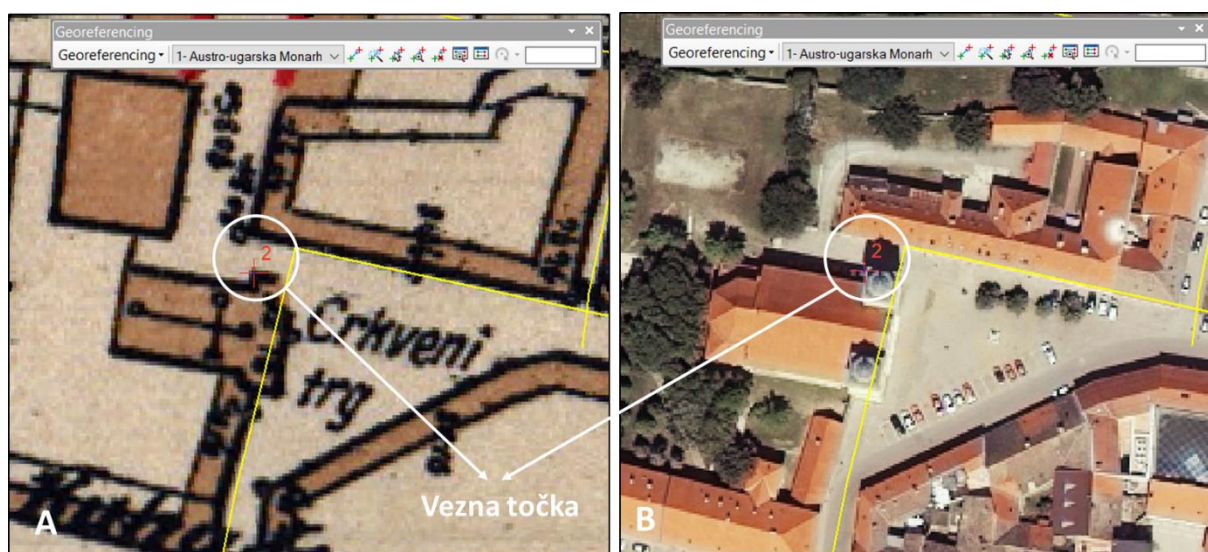 Georeferencing
Georeferencing
1- Austro-ugarska Monarh
2
Crkveni
trg
Vezna točka
A
Georeferencing
Georeferencing
1- Austro-ugarska Monarh
2
B